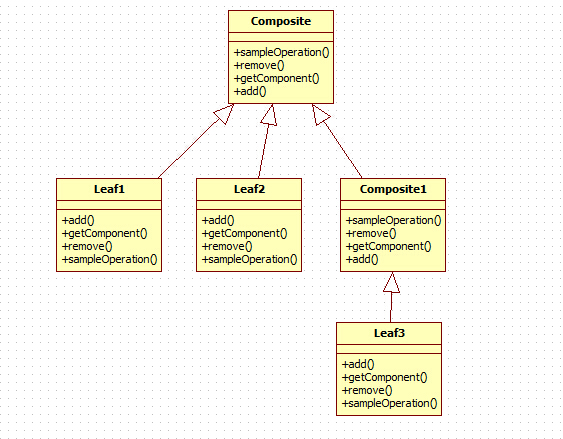 Composite
+sampleOperation()
+remove()
+getComponent()
+add()
Leaf1
+add()
+getComponent()
+remove()
+sampleOperation()
Leaf2
+add()
+getComponent()
+remove()
+sampleOperation()
Composite1
+sampleOperation()
+remove()
+getComponent()
+add()
Leaf3
+add()
+getComponent()
+remove()
+sampleOperation()